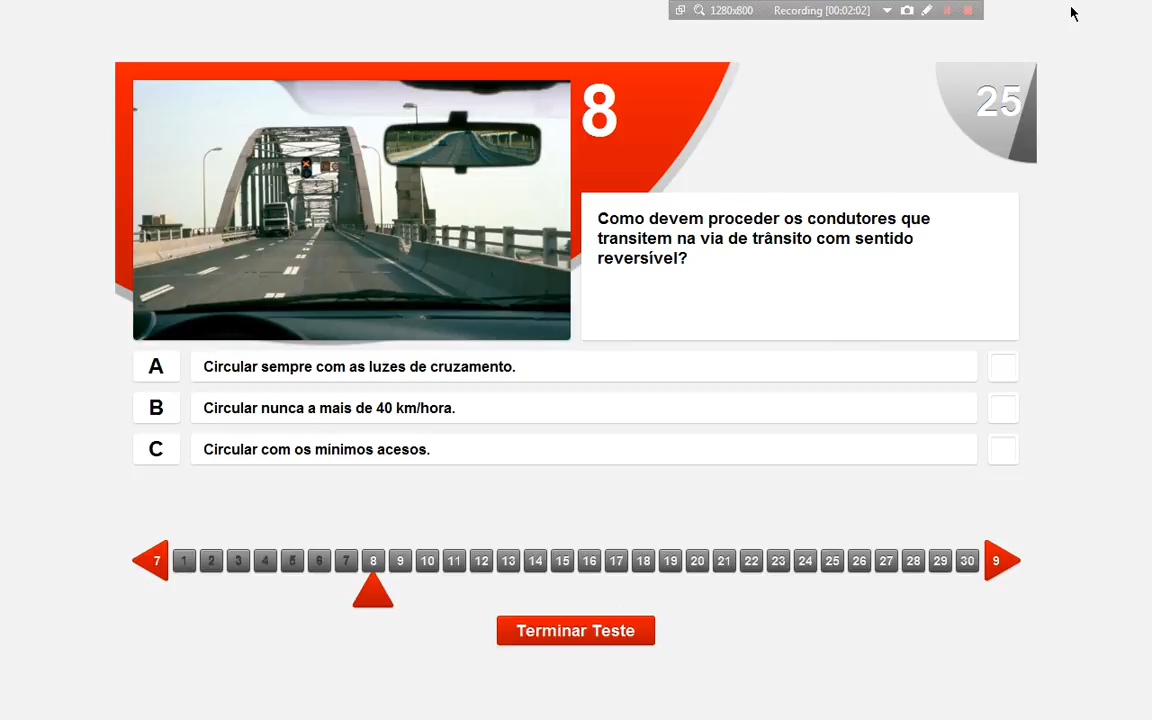 1280x800 Recording [00:02:02]
8
25
Como devem proceder os condutores que
transitem na via de trânsito com sentido
reversível?
A Circular sempre com as luzes de cruzamento.
B Circular nunca a mais de 40 km/hora.
C Circular com os mínimos acesos.
7 1 2 3 4 5 6 7 8 9 10 11 12 13 14 15 16 17 18 19 20 21 22 23 24 25 26 27 28 29 30 9
Terminar Teste